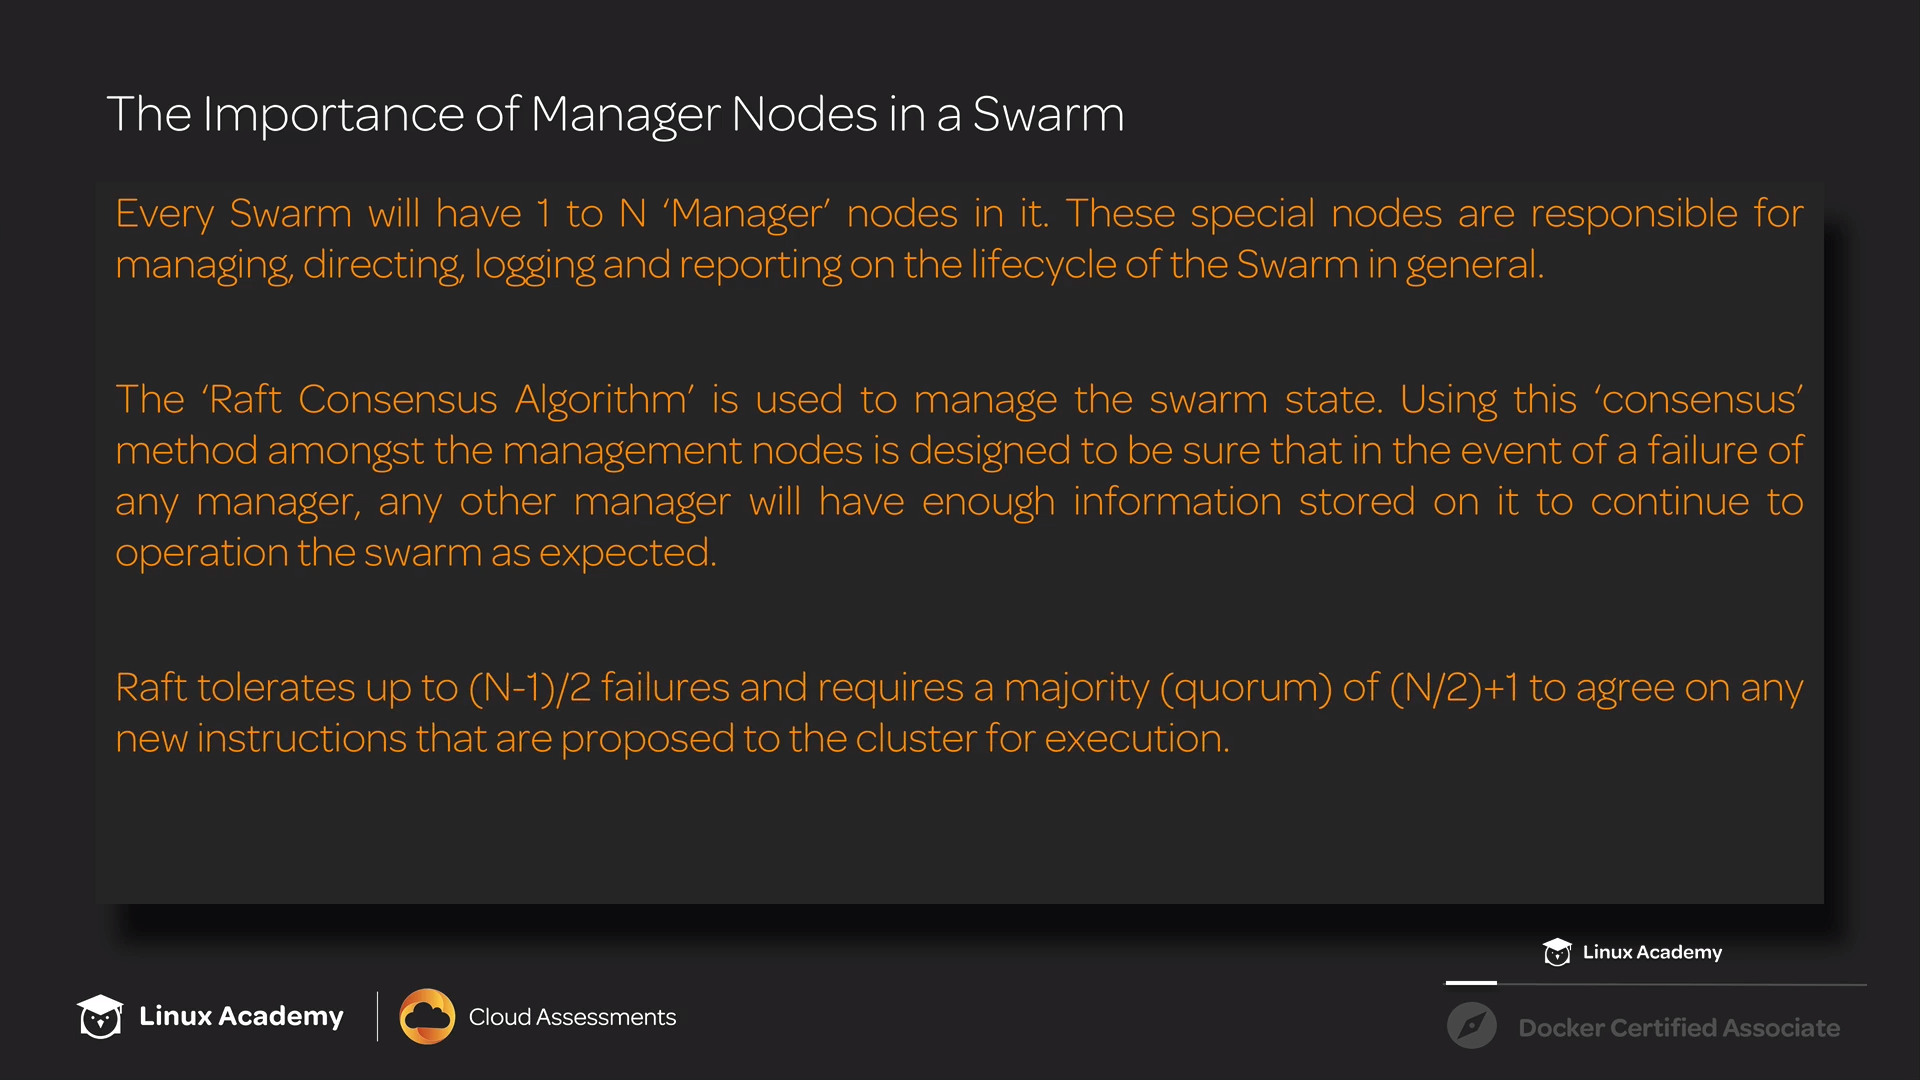 The Importance of Manager Nodes in a Swarm
Every Swarm will have 1 to N ‘Manager’ nodes in it. These special nodes are responsible for
managing, directing, logging and reporting on the lifecycle of the Swarm in general.
The ‘Raft Consensus Algorithm’ is used to manage the swarm state. Using this ‘consensus’
method amongst the management nodes is designed to be sure that in the event of a failure of
any manager, any other manager will have enough information stored on it to continue to
operation the swarm as expected.
Raft tolerates up to (N-1)/2 failures and requires a majority (quorum) of (N/2)+1 to agree on any
new instructions that are proposed to the cluster for execution.
Linux Academy
Linux Academy
Cloud Assessments
Docker Certified Associate